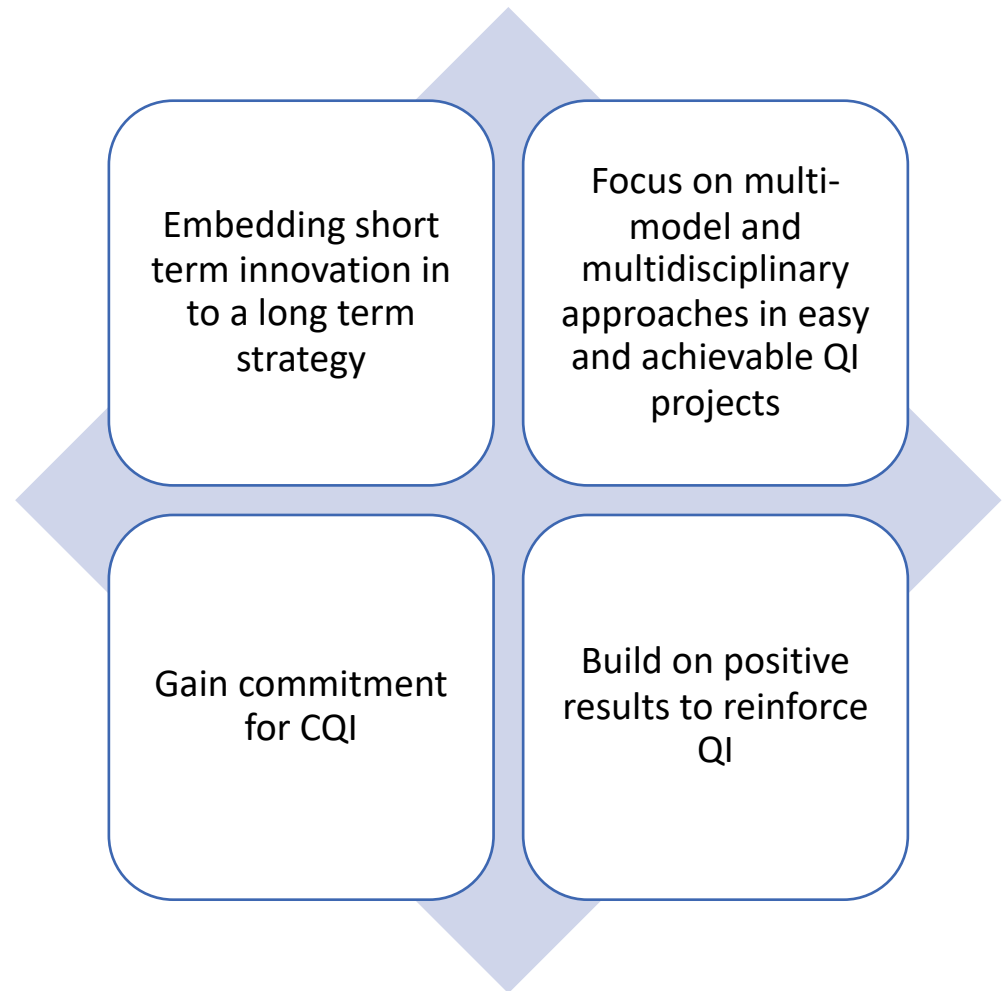 Embedding short
term innovation in
to a long term
strategy
Focus on multi-
model and
multidisciplinary
approaches in easy
and achievable QI
projects
Gain commitment
for CQI
Build on positive
results to reinforce
QI